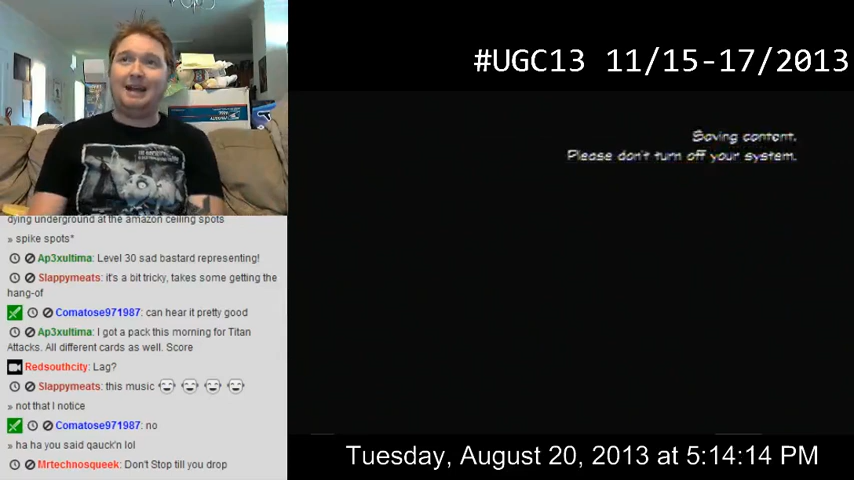 #UGC13 11/15-17/2013
Saving content.
Please don't turn off your system.
dying underground at the amazon ceiling spots
» spike spots*
Ap3xultima: Level 30 sad bastard representing!
Slappymeats: it's a bit tricky, takes some getting the
hang-of
Comatose971987: can hear it pretty good
Ap3xultima: I got a pack this morning for Titan
Attacks. All different cards as well. Score
Redsouthcity: Lag?
Slappymeats: this music
» not that I notice
Comatose971987: no
» ha ha you said qauck'n lol
Mrtechnosqueek: Don't Stop till you drop
Tuesday, August 20, 2013 at 5:14:14 PM